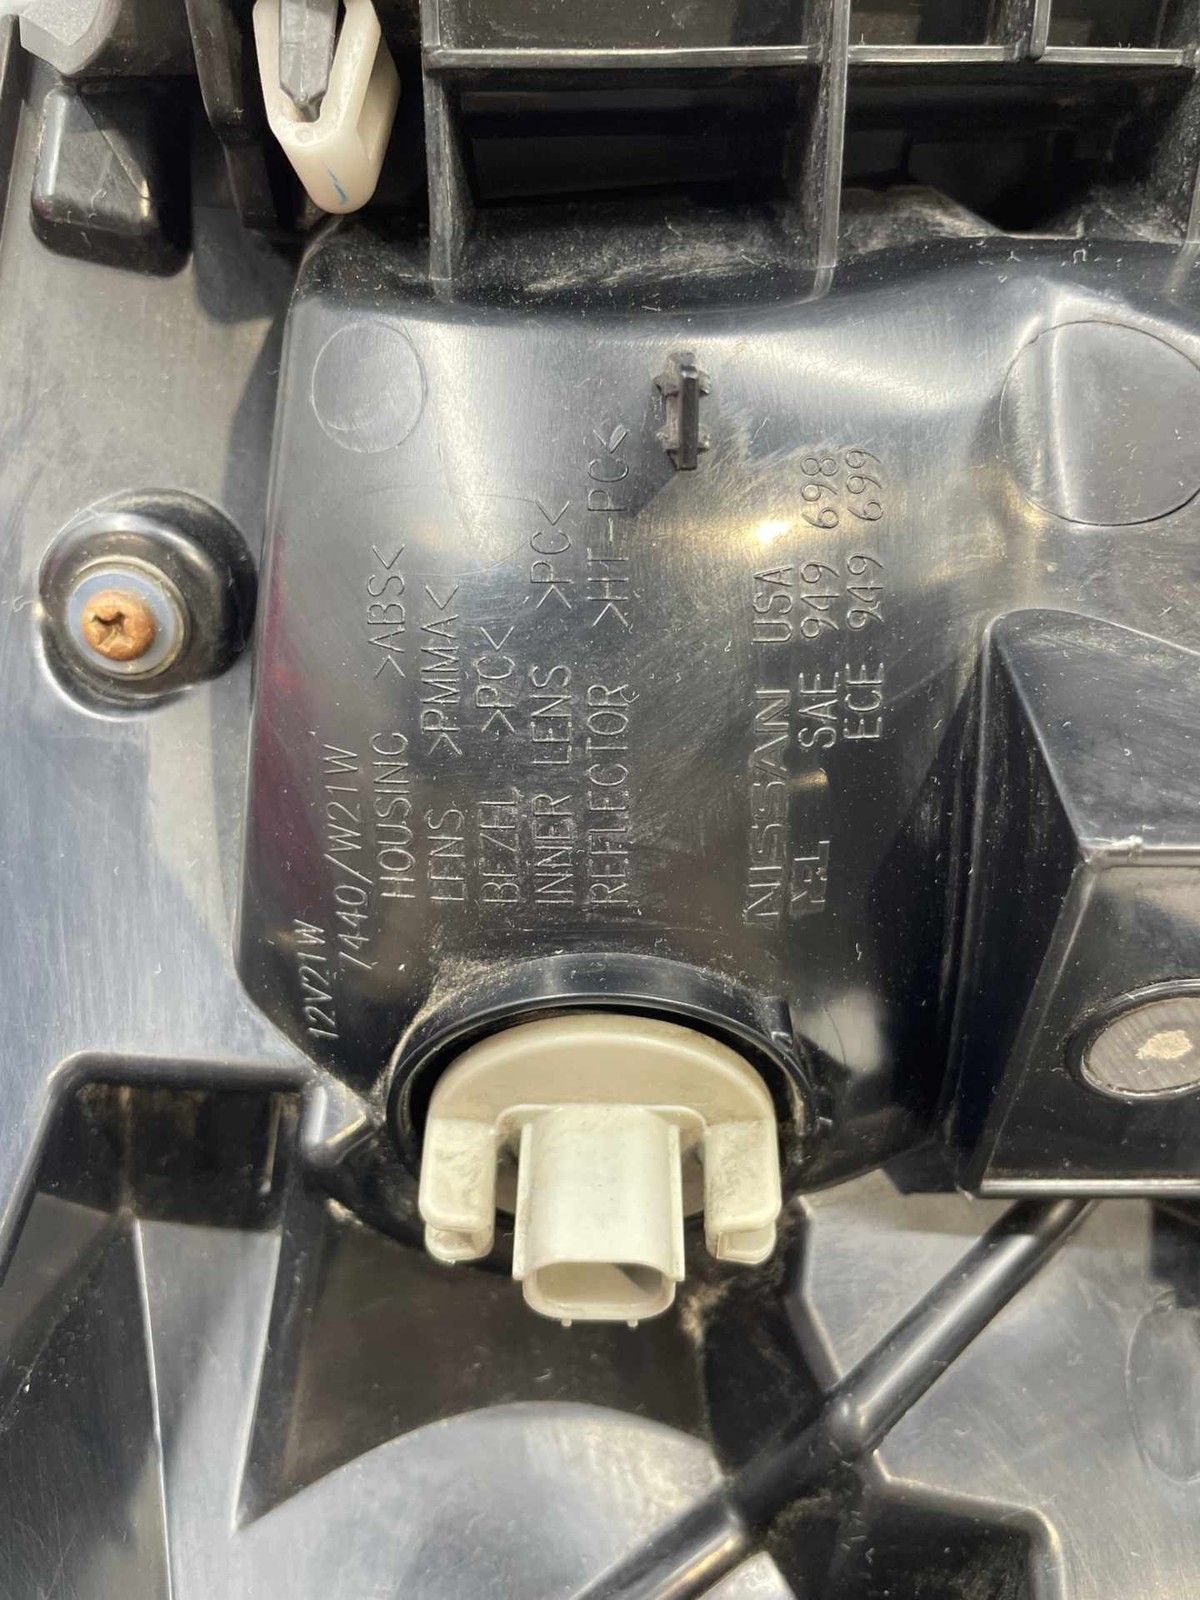 12V21W
7440/W21W
HOUSING >ABS<
LENS >PMMA<
BEZEL >PC<
INNER LENS >PC<
REFLECTOR >HT-PC<
NISSAN USA
SAE 949 698
ECE 949 699